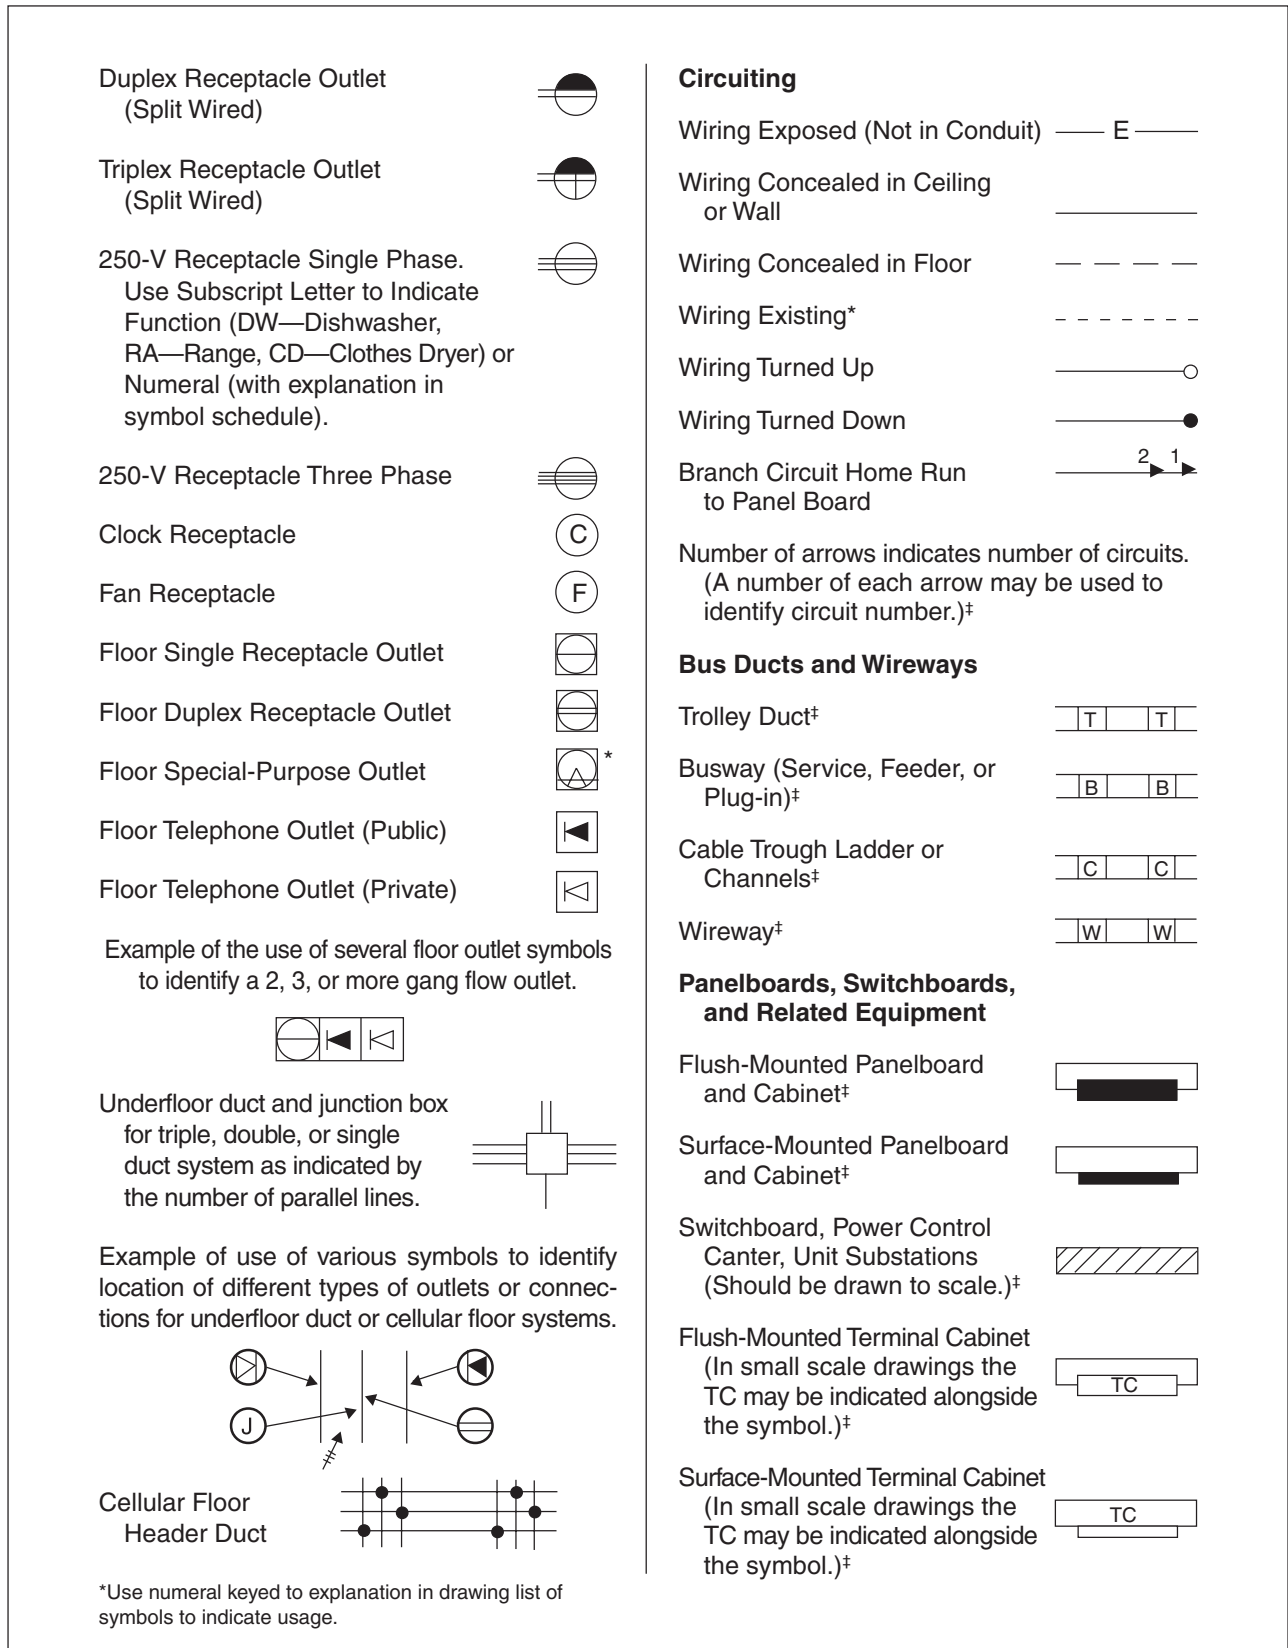 Duplex Receptacle Outlet
(Split Wired)
Triplex Receptacle Outlet
(Split Wired)
250-V Receptacle Single Phase.
Use Subscript Letter to Indicate
Function (DW—Dishwasher,
RA—Range, CD—Clothes Dryer) or
Numeral (with explanation in
symbol schedule).
250-V Receptacle Three Phase
Clock Receptacle
C
Fan Receptacle
F
Floor Single Receptacle Outlet
Floor Duplex Receptacle Outlet
Floor Special-Purpose Outlet
*
Floor Telephone Outlet (Public)
Floor Telephone Outlet (Private)
Example of the use of several floor outlet symbols
to identify a 2, 3, or more gang flow outlet.
Underfloor duct and junction box
for triple, double, or single
duct system as indicated by
the number of parallel lines.
Example of use of various symbols to identify
location of different types of outlets or connec-
tions for underfloor duct or cellular floor systems.
J
Cellular Floor
Header Duct
*Use numeral keyed to explanation in drawing list of
symbols to indicate usage.
Circuiting
Wiring Exposed (Not in Conduit)
E
Wiring Concealed in Ceiling
or Wall
Wiring Concealed in Floor
Wiring Existing*
Wiring Turned Up
Wiring Turned Down
Branch Circuit Home Run
to Panel Board
2 1
Number of arrows indicates number of circuits.
(A number of each arrow may be used to
identify circuit number.)‡
Bus Ducts and Wireways
Trolley Duct‡
T T
Busway (Service, Feeder, or
Plug-in)‡
B B
Cable Trough Ladder or
Channels‡
C C
Wireway‡
W W
Panelboards, Switchboards,
and Related Equipment
Flush-Mounted Panelboard
and Cabinet‡
Surface-Mounted Panelboard
and Cabinet‡
Switchboard, Power Control
Canter, Unit Substations
(Should be drawn to scale.)‡
Flush-Mounted Terminal Cabinet
(In small scale drawings the
TC may be indicated alongside
the symbol.)‡
TC
Surface-Mounted Terminal Cabinet
(In small scale drawings the
TC may be indicated alongside
the symbol.)‡
TC